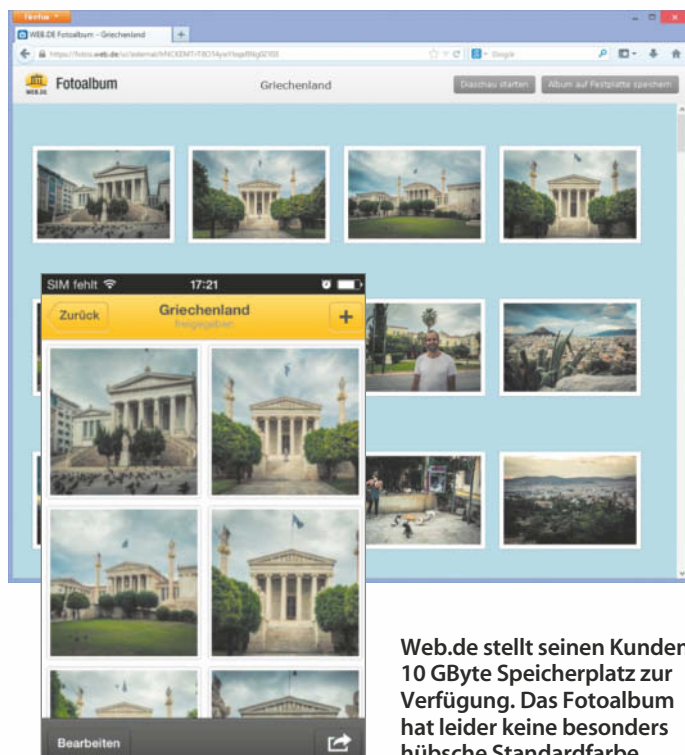 Firefox
WEB.DE Fotoalbum - Griechenland
Google
WEB.DE
Fotoalbum
Griechenland
Diaschau starten
Album auf Festplatte speichern
SIM fehlt
17:21
Zurück
Griechenland
freigegeben
+
Bearbeiten
Web.de stellt seinen Kunden
10 GByte Speicherplatz zur
Verfügung. Das Fotoalbum
hat leider keine besonders
hübsche Standardfarbe